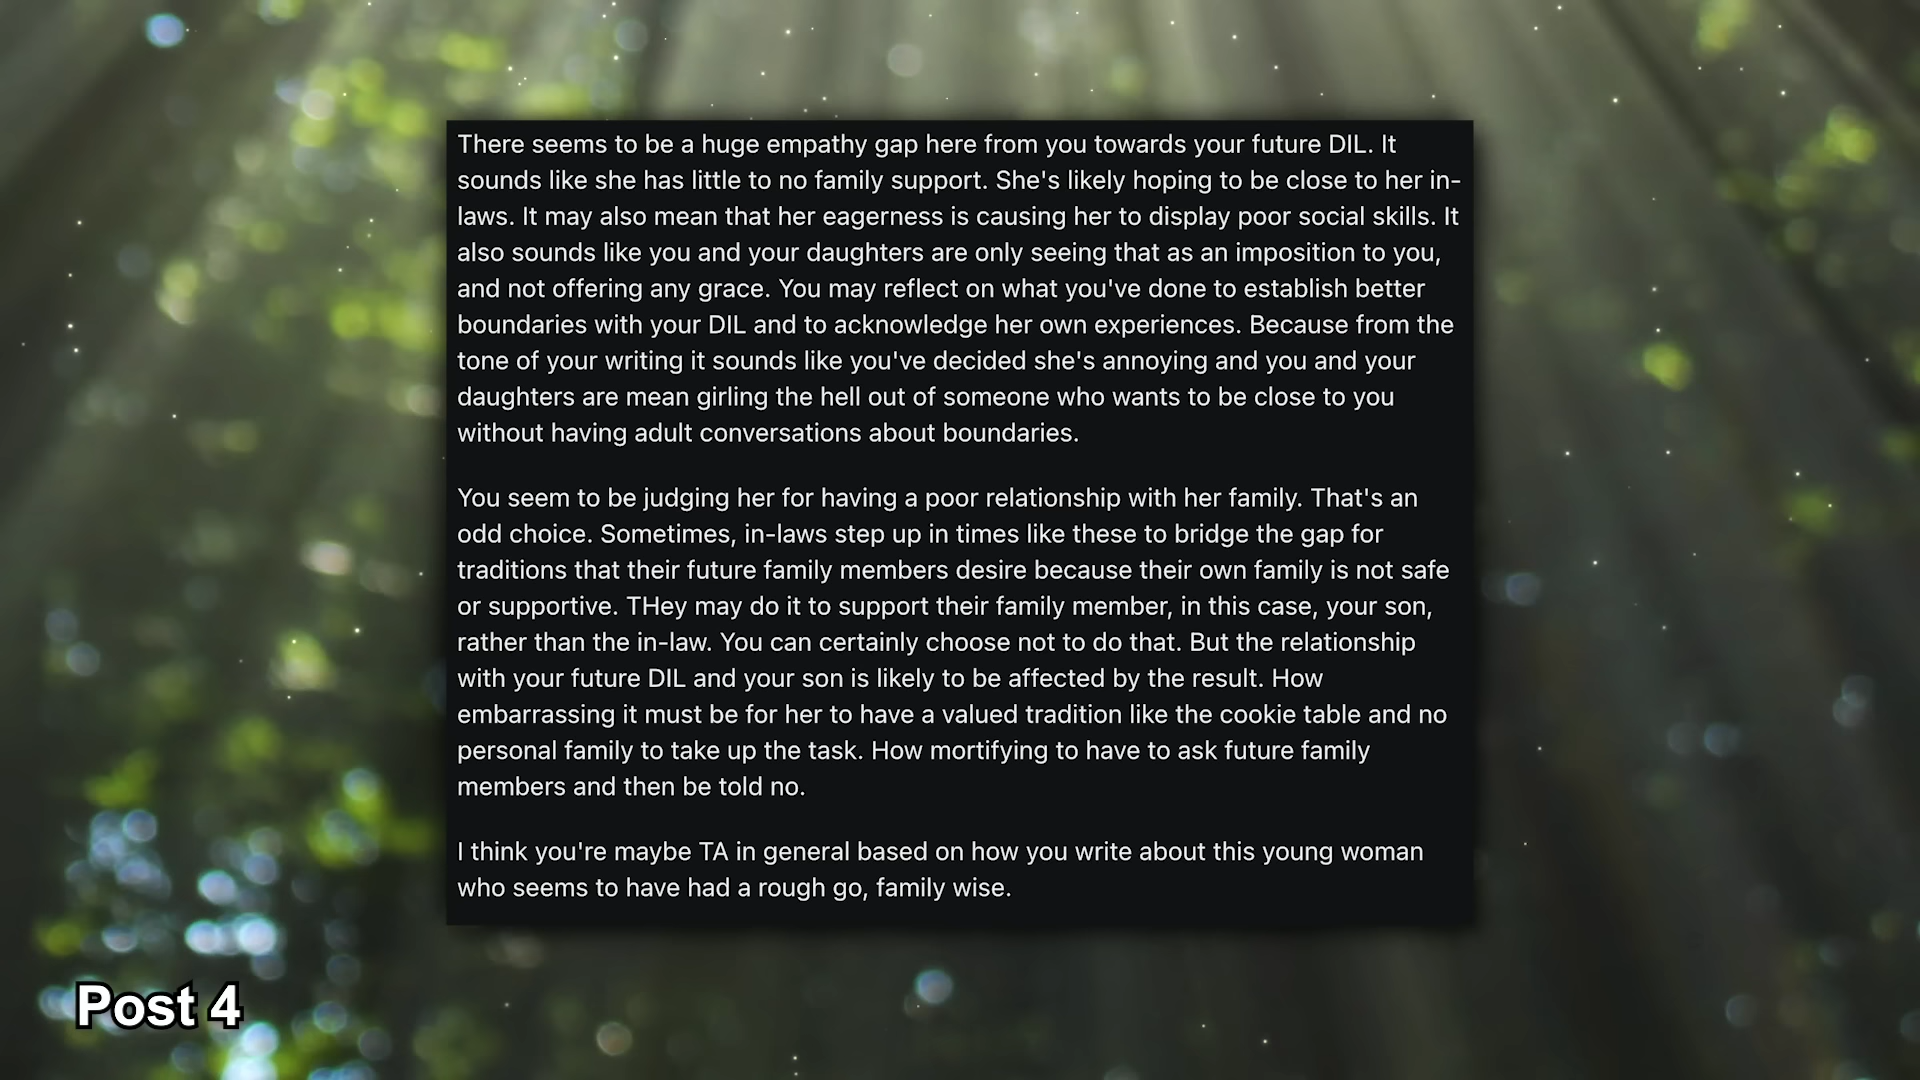 There seems to be a huge empathy gap here from you towards your future DIL. It
sounds like she has little to no family support. She's likely hoping to be close to her in-
laws. It may also mean that her eagerness is causing her to display poor social skills. It
also sounds like you and your daughters are only seeing that as an imposition to you,
and not offering any grace. You may reflect on what you've done to establish better
boundaries with your DIL and to acknowledge her own experiences. Because from the
tone of your writing it sounds like you've decided she's annoying and you and your
daughters are mean girling the hell out of someone who wants to be close to you
without having adult conversations about boundaries.
You seem to be judging her for having a poor relationship with her family. That's an
odd choice. Sometimes, in-laws step up in times like these to bridge the gap for
traditions that their future family members desire because their own family is not safe
or supportive. THey may do it to support their family member, in this case, your son,
rather than the in-law. You can certainly choose not to do that. But the relationship
with your future DIL and your son is likely to be affected by the result. How
embarrassing it must be for her to have a valued tradition like the cookie table and no
personal family to take up the task. How mortifying to have to ask future family
members and then be told no.
I think you're maybe TA in general based on how you write about this young woman
who seems to have had a rough go, family wise.
Post 4